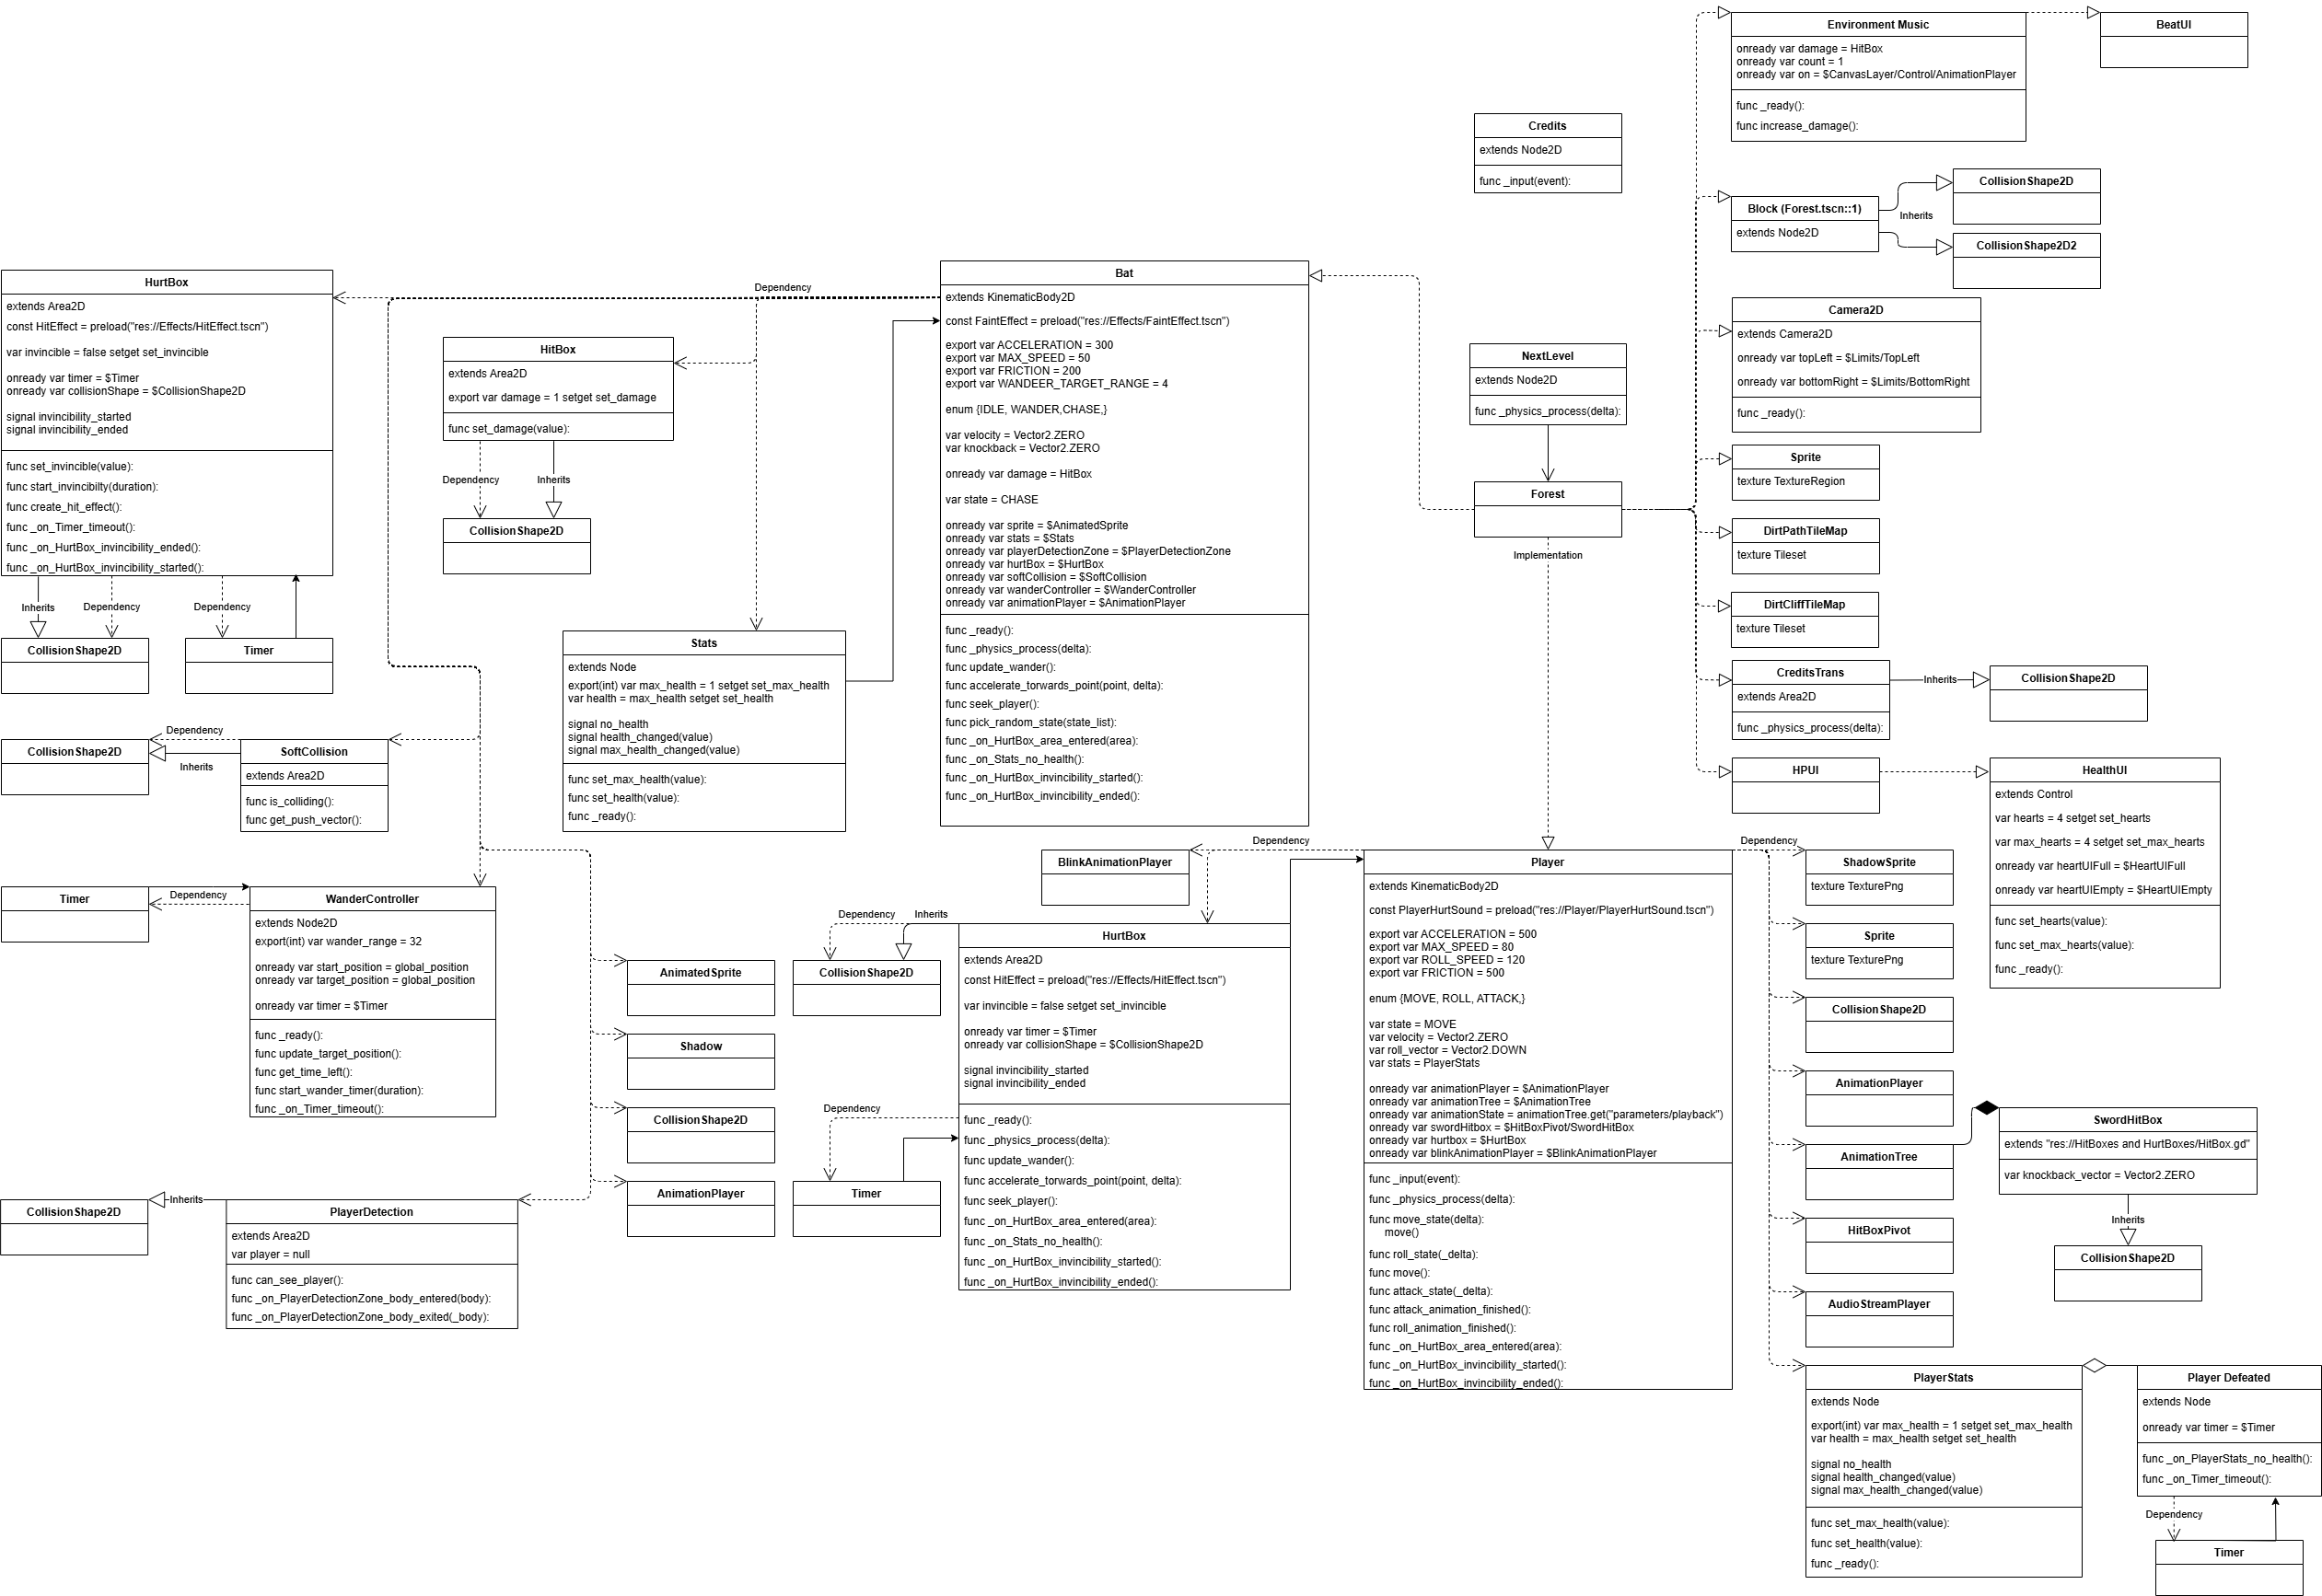 Environment Music
onready var damage = HitBox
onready var count = 1
onready var on = $CanvasLayer/Control/AnimationPlayer
func _ready():
func increase_damage():
BeatUI
Credits
extends Node2D
func _input(event):
Block (Forest.tscn::1)
extends Node2D
Inherits
CollisionShape2D
CollisionShape2D2
Camera2D
extends Camera2D
onready var topLeft = $Limits/TopLeft
onready var bottomRight = $Limits/BottomRight
func _ready():
NextLevel
extends Node2D
func _physics_process(delta):
Forest
Implementation
Sprite
texture TextureRegion
DirtPathTileMap
texture Tileset
DirtCliffTileMap
texture Tileset
CreditsTrans
extends Area2D
func _physics_process(delta):
Inherits
CollisionShape2D
HPUI
HealthUI
extends Control
var hearts = 4 setget set_hearts
var max_hearts = 4 setget set_max_hearts
onready var heartUIFull = $HeartUIFull
onready var heartUIEmpty = $HeartUIEmpty
func set_hearts(value):
func set_max_hearts(value):
func _ready():
HurtBox
extends Area2D
const HitEffect = preload("res://Effects/HitEffect.tscn")
var invincible = false setget set_invincible
onready var timer = $Timer
onready var collisionShape = $CollisionShape2D
signal invincibility_started
signal invincibility_ended
func set_invincible(value):
func start_invincibilty(duration):
func create_hit_effect():
func _on_Timer_timeout():
func _on_HurtBox_invincibility_ended():
func _on_HurtBox_invincibility_started():
Inherits
Dependency
Dependency
CollisionShape2D
Timer
Dependency
HitBox
extends Area2D
export var damage = 1 setget set_damage
func set_damage(value):
Dependency
Inherits
CollisionShape2D
Bat
extends KinematicBody2D
const FaintEffect = preload("res://Effects/FaintEffect.tscn")
export var ACCELERATION = 300
export var MAX_SPEED = 50
export var FRICTION = 200
export var WANDEER_TARGET_RANGE = 4
enum {IDLE, WANDER,CHASE,}
var velocity = Vector2.ZERO
var knockback = Vector2.ZERO
onready var damage = HitBox
var state = CHASE
onready var sprite = $AnimatedSprite
onready var stats = $Stats
onready var playerDetectionZone = $PlayerDetectionZone
onready var hurtBox = $HurtBox
onready var softCollision = $SoftCollision
onready var wanderController = $WanderController
onready var animationPlayer = $AnimationPlayer
func _ready():
func _physics_process(delta):
func update_wander():
func accelerate_torwards_point(point, delta):
func seek_player():
func pick_random_state(state_list):
func _on_HurtBox_area_entered(area):
func _on_Stats_no_health():
func _on_HurtBox_invincibility_started():
func _on_HurtBox_invincibility_ended():
Stats
extends Node
export(int) var max_health = 1 setget set_max_health
var health = max_health setget set_health
signal no_health
signal health_changed(value)
signal max_health_changed(value)
func set_max_health(value):
func set_health(value):
func _ready():
CollisionShape2D
Dependency
Inherits
SoftCollision
extends Area2D
func is_colliding():
func get_push_vector():
Timer
Dependency
WanderController
extends Node2D
export(int) var wander_range = 32
onready var start_position = global_position
onready var target_position = global_position
onready var timer = $Timer
func _ready():
func update_target_position():
func get_time_left():
func start_wander_timer(duration):
func _on_Timer_timeout():
CollisionShape2D
Inherits
PlayerDetection
extends Area2D
var player = null
func can_see_player():
func _on_PlayerDetectionZone_body_entered(body):
func _on_PlayerDetectionZone_body_exited(_body):
AnimatedSprite
Shadow
CollisionShape2D
AnimationPlayer
BlinkAnimationPlayer
Dependency
Dependency
Inherits
CollisionShape2D
HurtBox
extends Area2D
const HitEffect = preload("res://Effects/HitEffect.tscn")
var invincible = false setget set_invincible
onready var timer = $Timer
onready var collisionShape = $CollisionShape2D
signal invincibility_started
signal invincibility_ended
func _ready():
func _physics_process(delta):
func update_wander():
func accelerate_torwards_point(point, delta):
func seek_player():
func _on_HurtBox_area_entered(area):
func _on_Stats_no_health():
func _on_HurtBox_invincibility_started():
func _on_HurtBox_invincibility_ended():
Dependency
Timer
Player
extends KinematicBody2D
const PlayerHurtSound = preload("res://Player/PlayerHurtSound.tscn")
export var ACCELERATION = 500
export var MAX_SPEED = 80
export var ROLL_SPEED = 120
export var FRICTION = 500
enum {MOVE, ROLL, ATTACK,}
var state = MOVE
var velocity = Vector2.ZERO
var roll_vector = Vector2.DOWN
var stats = PlayerStats
onready var animationPlayer = $AnimationPlayer
onready var animationTree = $AnimationTree
onready var animationState = animationTree.get("parameters/playback")
onready var swordHitbox = $HitBoxPivot/SwordHitBox
onready var hurtbox = $HurtBox
onready var blinkAnimationPlayer = $BlinkAnimationPlayer
func _input(event):
func _physics_process(delta):
func move_state(delta):
move()
func roll_state(_delta):
func move():
func attack_state(_delta):
func attack_animation_finished():
func roll_animation_finished():
func _on_HurtBox_area_entered(area):
func _on_HurtBox_invincibility_started():
func _on_HurtBox_invincibility_ended():
Dependency
ShadowSprite
texture TexturePng
Sprite
texture TexturePng
CollisionShape2D
AnimationPlayer
AnimationTree
HitBoxPivot
AudioStreamPlayer
SwordHitBox
extends "res://HitBoxes and HurtBoxes/HitBox.gd"
var knockback_vector = Vector2.ZERO
Inherits
CollisionShape2D
PlayerStats
extends Node
export(int) var max_health = 1 setget set_max_health
var health = max_health setget set_health
signal no_health
signal health_changed(value)
signal max_health_changed(value)
func set_max_health(value):
func set_health(value):
func _ready():
Player Defeated
extends Node
onready var timer = $Timer
func _on_PlayerStats_no_health():
func _on_Timer_timeout():
Dependency
Timer